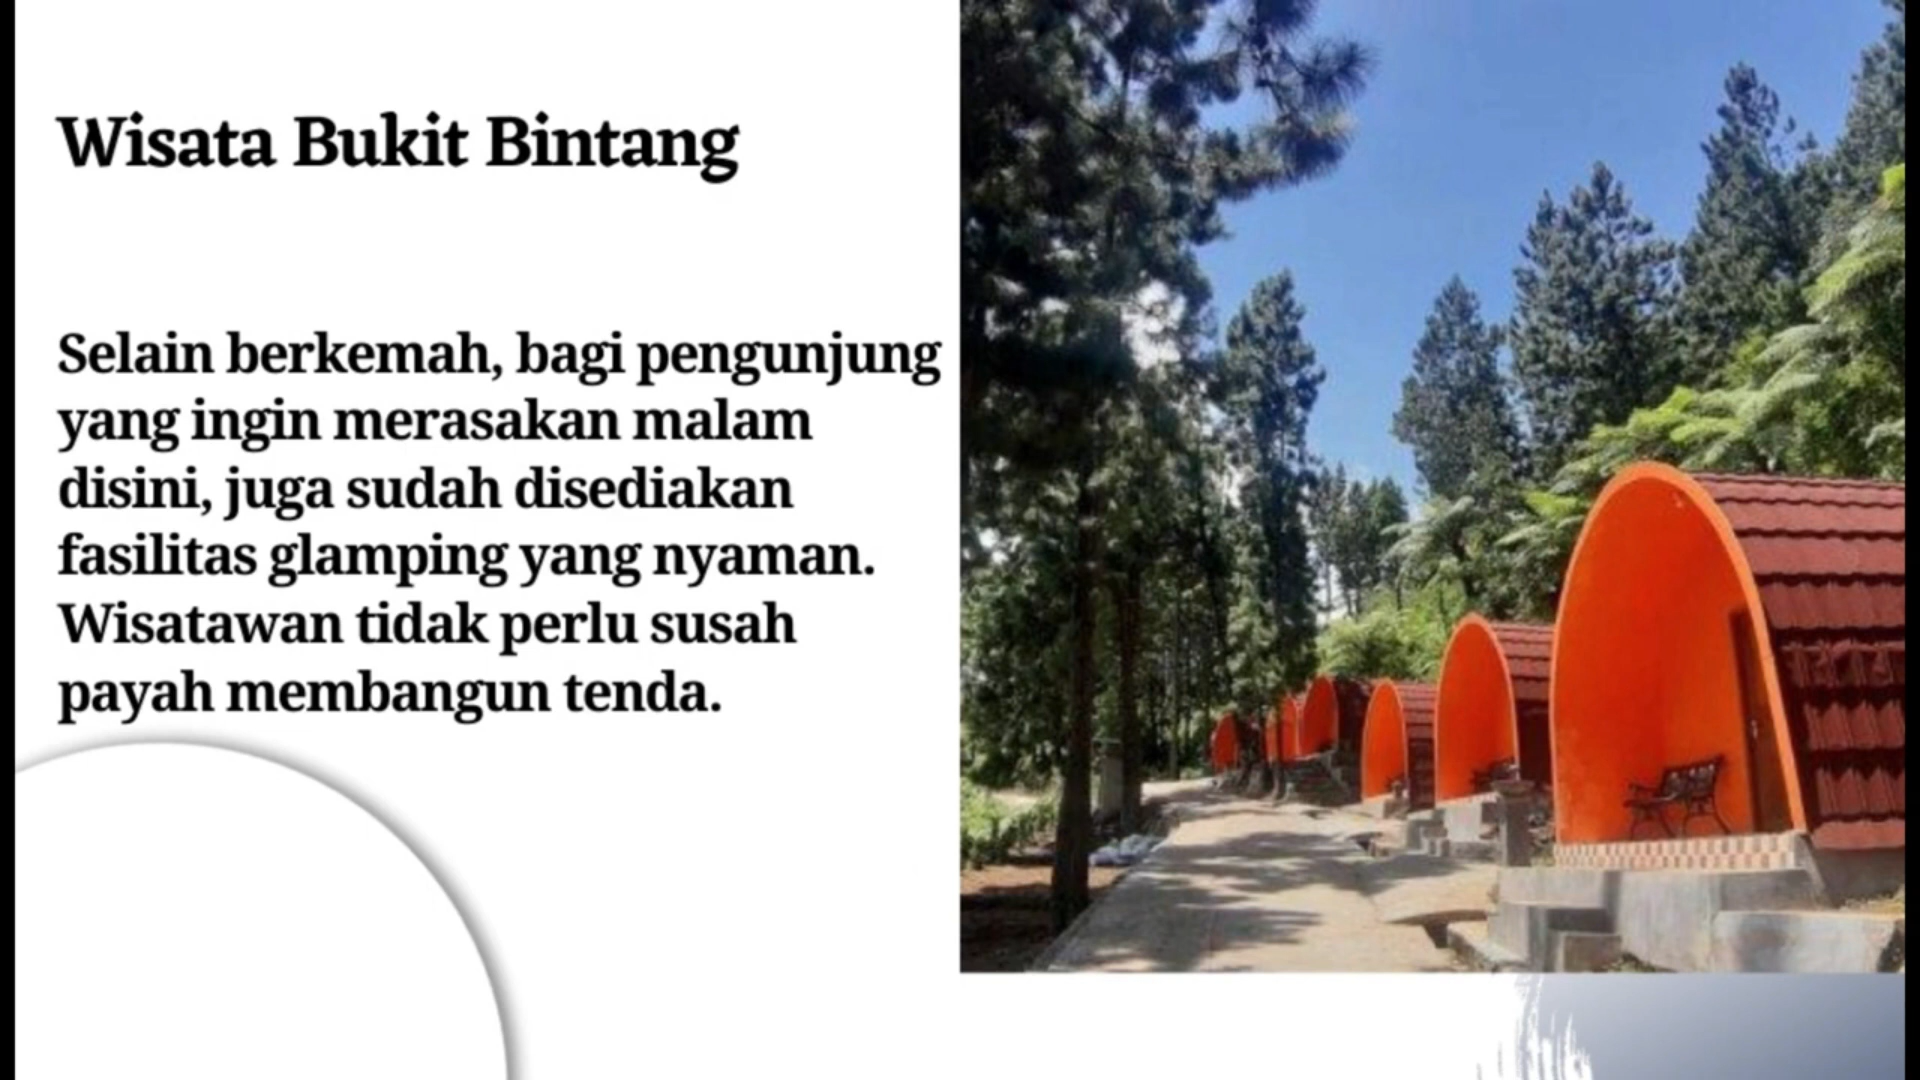 Wisata Bukit Bintang
Selain berkemah, bagi pengunjung
yang ingin merasakan malam
disini, juga sudah disediakan
fasilitas glamping yang nyaman.
Wisatawan tidak perlu susah
payah membangun tenda.